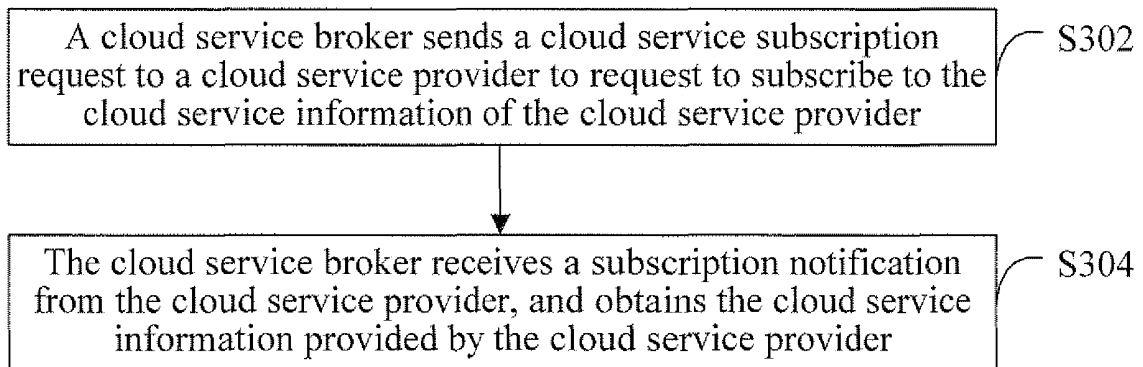 A cloud service broker sends a cloud service subscription
request to a cloud service provider to request to subscribe to the
cloud service information of the cloud service provider
S302
The cloud service broker receives a subscription notification
from the cloud service provider, and obtains the cloud service
information provided by the cloud service provider
S304